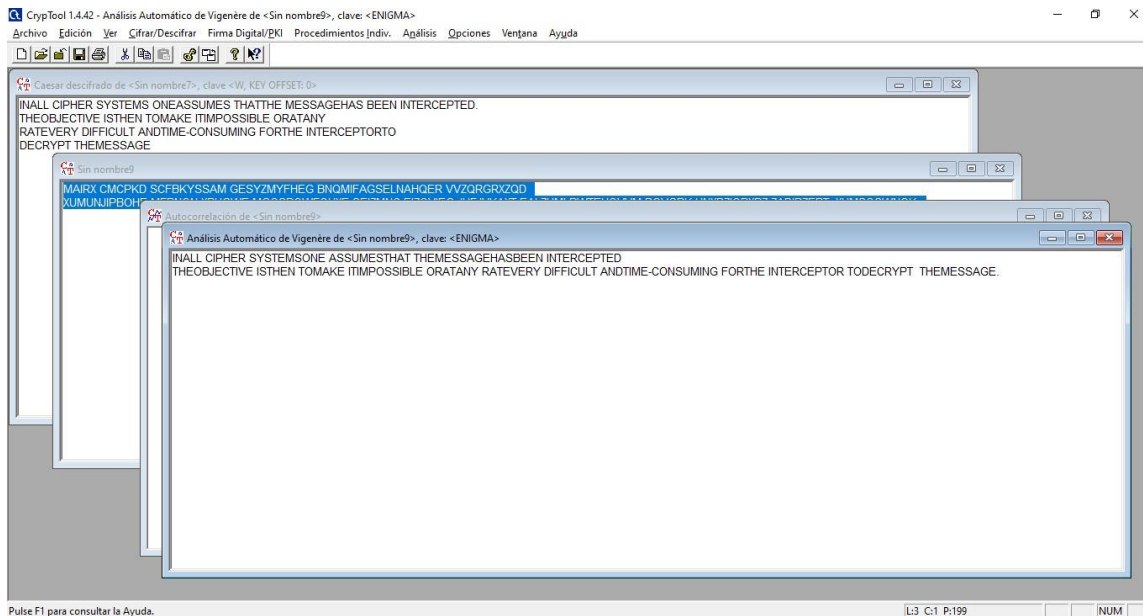 CrypTool 1.4.42 - Análisis Automático de Vigenère de <Sin nombre9>, clave: <ENIGMA>
Archivo Edición Ver Cifrar/Descifrar Firma Digital/PKI Procedimientos Indiv. Análisis Opciones Ventana Ayuda
Caesar descifrado de <Sin nombre7>, clave <W, KEY OFFSET: 0>
INALL CIPHER SYSTEMS ONEASSUMES THATTHE MESSAGEHAS BEEN INTERCEPTED.
THEOBJECTIVE ISTHEN TOMAKE ITIMPOSSIBLE ORATANY
RATEVERY DIFFICULT ANDTIME-CONSUMING FORTHE INTERCEPTORTO
DECRYPT THEMESSAGE
Sin nombre9
MAIRX CMCPKD SCFBKYSSAM GESYZMYFHEG BNQMIFAGSELNAHQER VVZQRGRXZQD
XUMUNJIPBOHF
Autocorrelación de <Sin nombre9>
Análisis Automático de Vigenère de <Sin nombre9>, clave: <ENIGMA>
INALL CIPHER SYSTEMSONE ASSUMESTHAT THEMESSAGEHASBEEN INTERCEPTED
THEOBJECTIVE ISTHEN TOMAKE ITIMPOSSIBLE ORATANY RATEVERY DIFFICULT ANDTIME-CONSUMING FORTHE INTERCEPTOR TODECRYPT THEMESSAGE.
Pulse F1 para consultar la Ayuda.
L:3 C:1 P:199
NUM